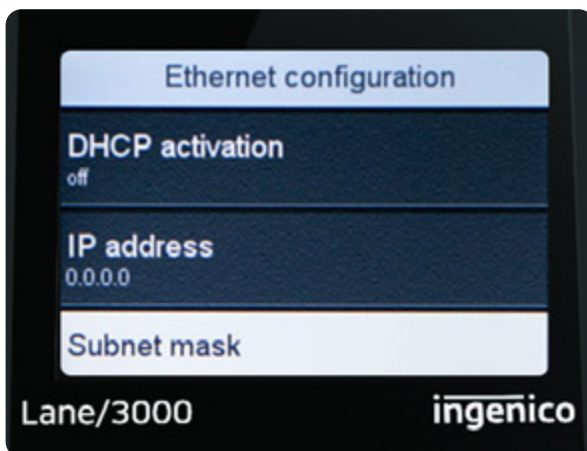 Ethernet configuration
DHCP activation
off
IP address
0.0.0.0
Subnet mask
Lane/3000
ingenico